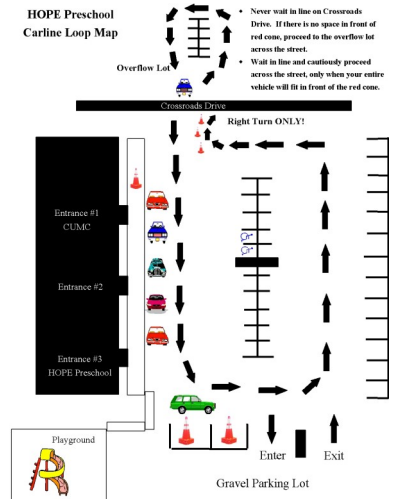 HOPE Preschool
Carline Loop Map
• Never wait in line on Crossroads
Drive. If there is no space in front of
red cone, proceed to the overflow lot
across the street.
• Wait in line and cautiously proceed
across the street, only when your entire
vehicle will fit in front of the red cone.
Overflow Lot
Crossroads Drive
Right Turn ONLY!
Entrance #1
CUMC
Entrance #2
Entrance #3
HOPE Preschool
Playground
Enter
Exit
Gravel Parking Lot